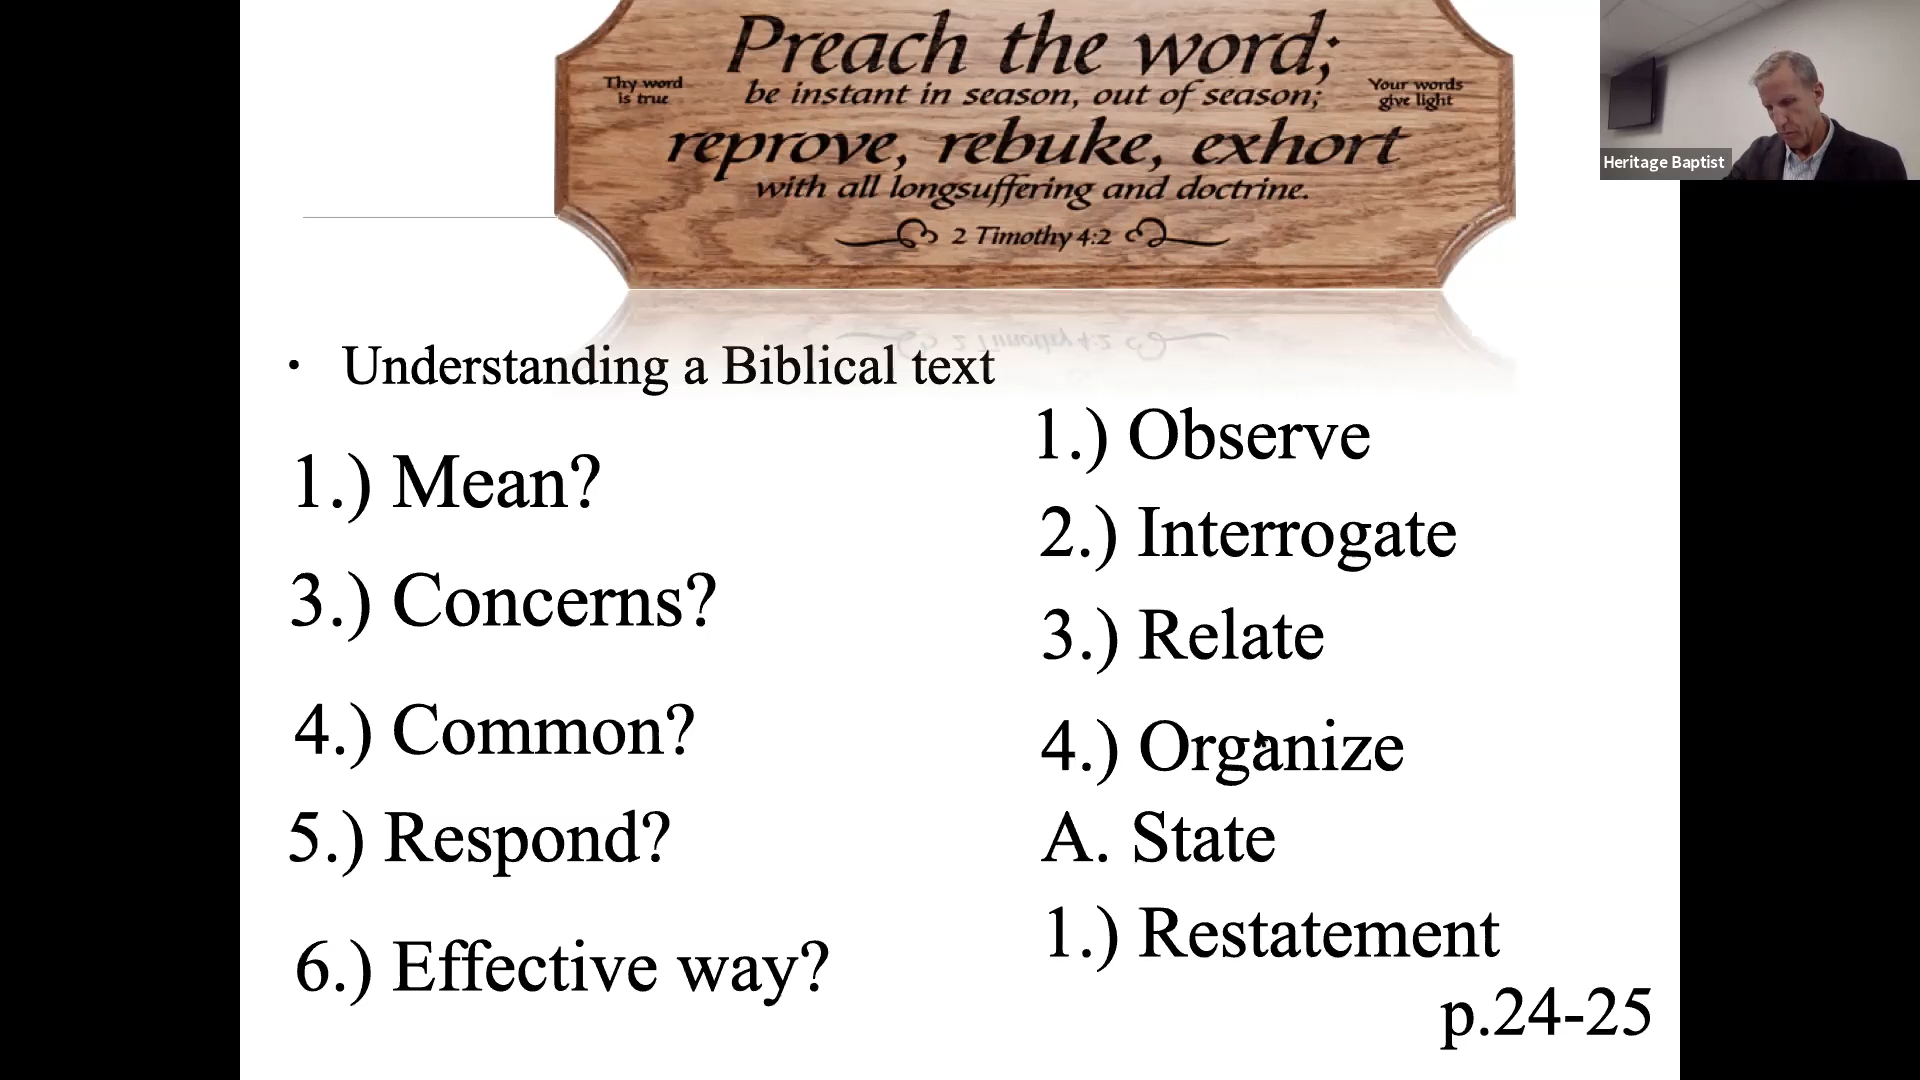 Preach the word;
Thy word
is true
be instant in season, out of season;
Your words
give light
reprove, rebuke, exhort
with all longsuffering and doctrine.
2 Timothy 4:2
Heritage Baptist
• Understanding a Biblical text
1.) Mean?
3.) Concerns?
4.) Common?
5.) Respond?
6.) Effective way?
1.) Observe
2.) Interrogate
3.) Relate
4.) Organize
A. State
1.) Restatement
p.24-25